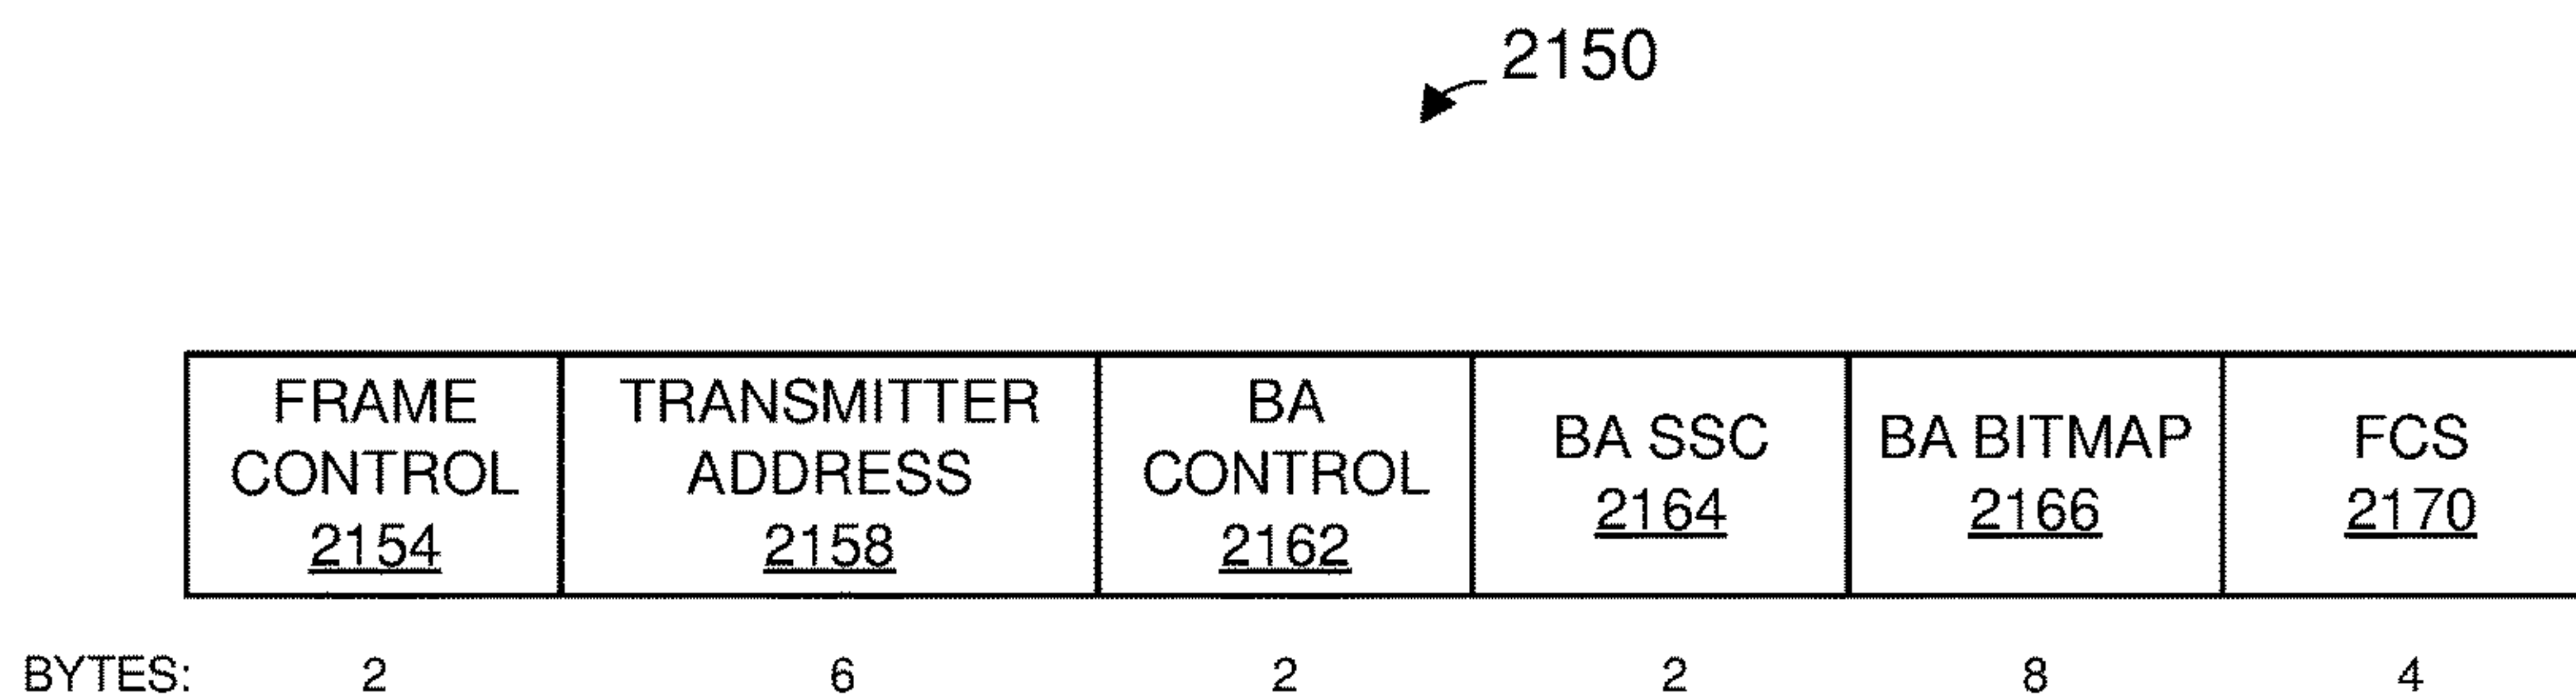 2150
FRAME
CONTROL
2154
TRANSMITTER
ADDRESS
2158
BA
CONTROL
2162
BA SSC
2164
BA BITMAP
2166
FCS
2170
BYTES: 2 6 2 2 8 4